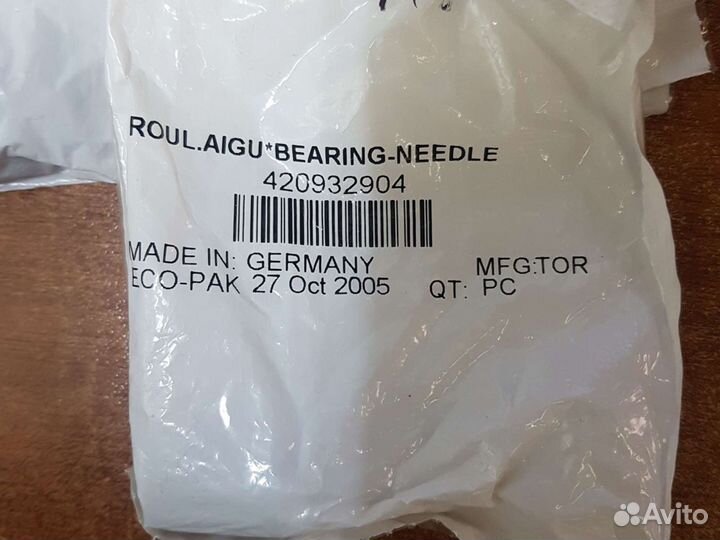 ROUL.AIGU*BEARING-NEEDLE
420932904
MADE IN: GERMANY MFG:TOR
ECO-PAK 27 Oct 2005 QT: PC
Avito